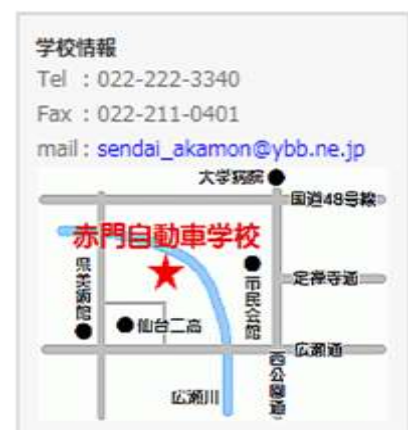 学校情報
Tel : 022-222-3340
Fax : 022-211-0401
mail : sendai_akamon@ybb.ne.jp
大学病院
国道48号線
赤門自動車学校
県美術館
市民会館
定禅寺通
仙台二高
広瀬通
西公園通
広瀬川